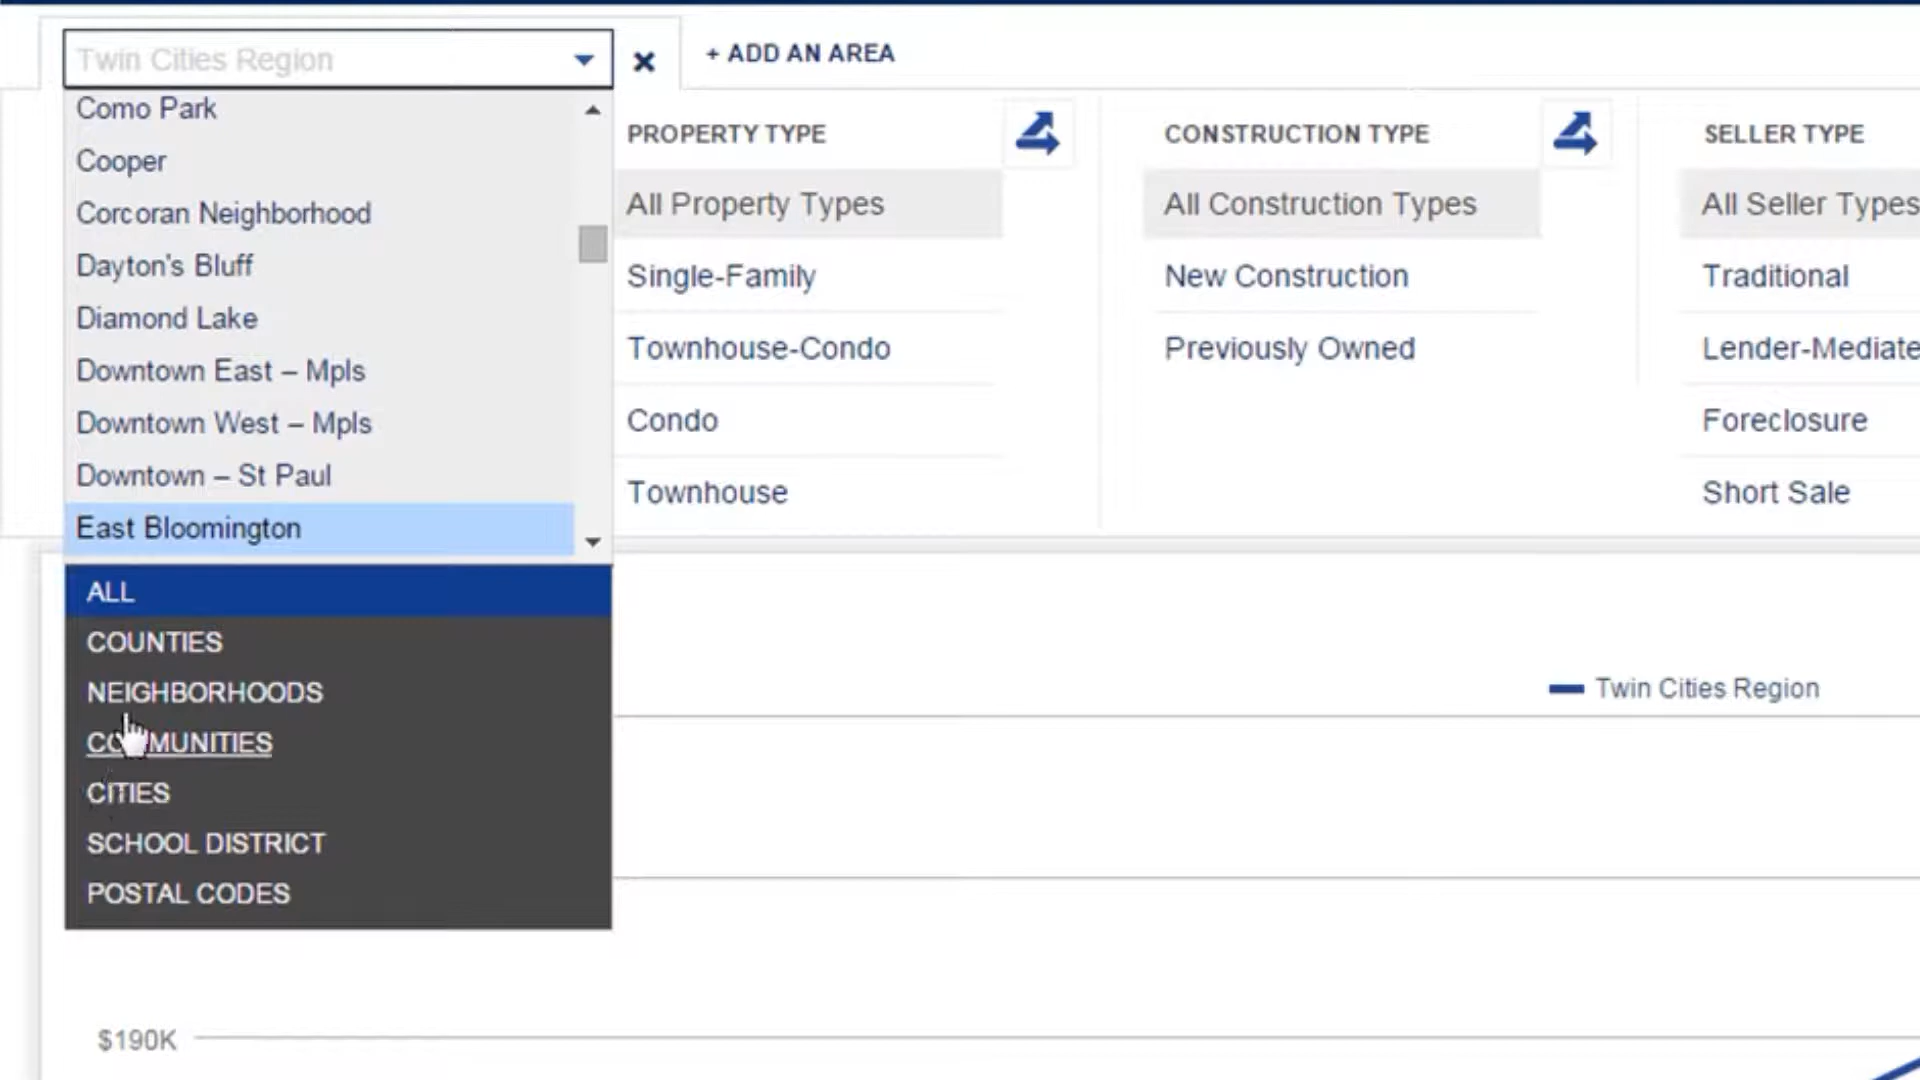 Twin Cities Region
+ ADD AN AREA
Como Park
Cooper
Corcoran Neighborhood
Dayton's Bluff
Diamond Lake
Downtown East – Mpls
Downtown West – Mpls
Downtown – St Paul
East Bloomington
ALL
COUNTIES
NEIGHBORHOODS
COMMUNITIES
CITIES
SCHOOL DISTRICT
POSTAL CODES
PROPERTY TYPE
All Property Types
Single-Family
Townhouse-Condo
Condo
Townhouse
CONSTRUCTION TYPE
All Construction Types
New Construction
Previously Owned
SELLER TYPE
All Seller Types
Traditional
Lender-Mediate
Foreclosure
Short Sale
Twin Cities Region
$190K